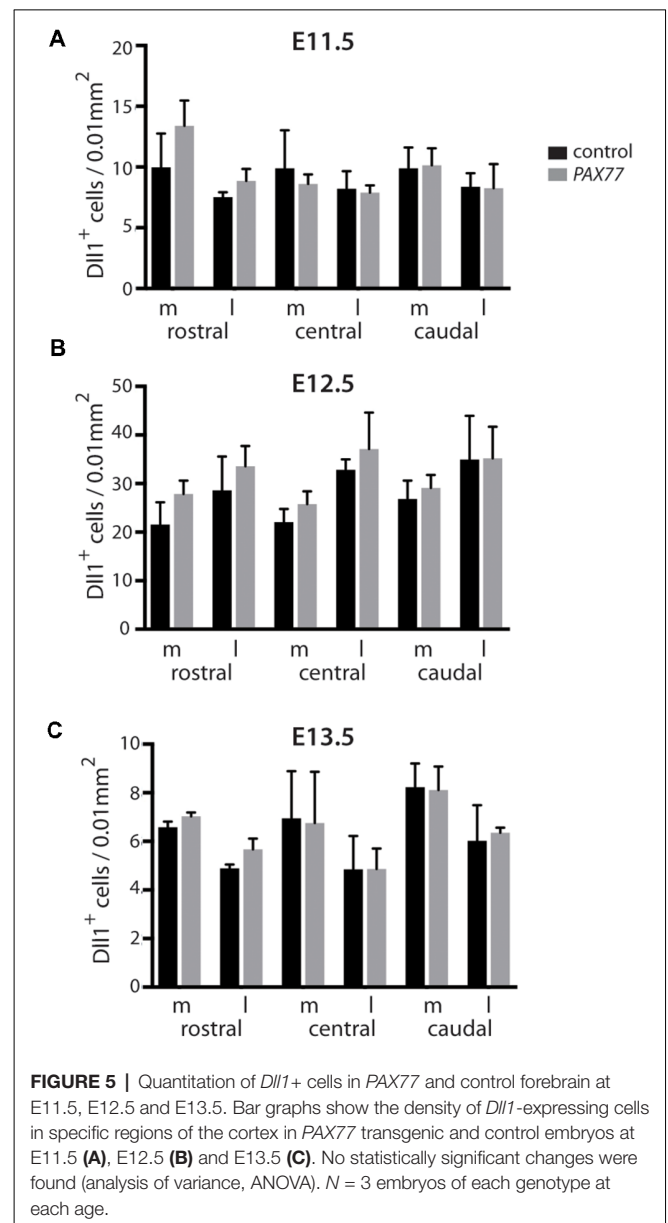 A
E11.5
Dll1+ cells / 0.01mm2
20
15
10
5
0
control
PAX77
m l m l m l
rostral central caudal
B
E12.5
Dll1+ cells / 0.01mm2
50
40
30
20
10
0
m l m l m l
rostral central caudal
C
E13.5
Dll1+ cells / 0.01mm2
10
8
6
4
2
0
m l m l m l
rostral central caudal
FIGURE 5 | Quantitation of Dll1+ cells in PAX77 and control forebrain at
E11.5, E12.5 and E13.5. Bar graphs show the density of Dll1-expressing cells
in specific regions of the cortex in PAX77 transgenic and control embryos at
E11.5 (A), E12.5 (B) and E13.5 (C). No statistically significant changes were
found (analysis of variance, ANOVA). N = 3 embryos of each genotype at
each age.